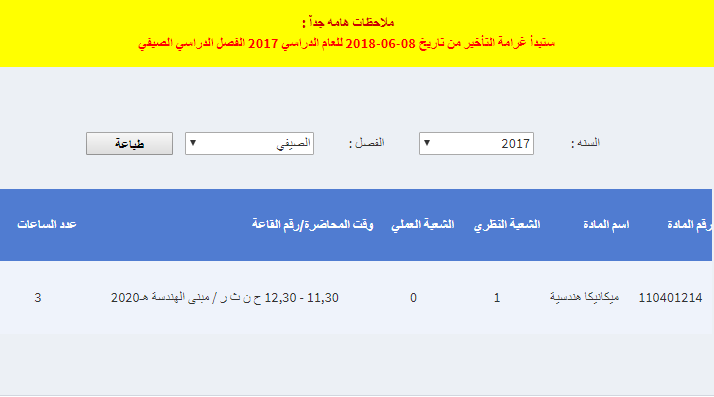 ملاحظات هامه جداً :
ستبدأ غرامة التأخير من تاريخ 08-06-2018 للعام الدراسي 2017 الفصل الدراسي الصيفي
السنه : 2017 الفصل : الصيفي طباعة
رقم المادة اسم المادة الشعبة النظري الشعبة العملي وقت المحاضرة/رقم القاعة عدد الساعات
110401214 ميكانيكا هندسية 1 0 11,30 - 12,30 ح ن ث ر / مبنى الهندسة هـ2020 3